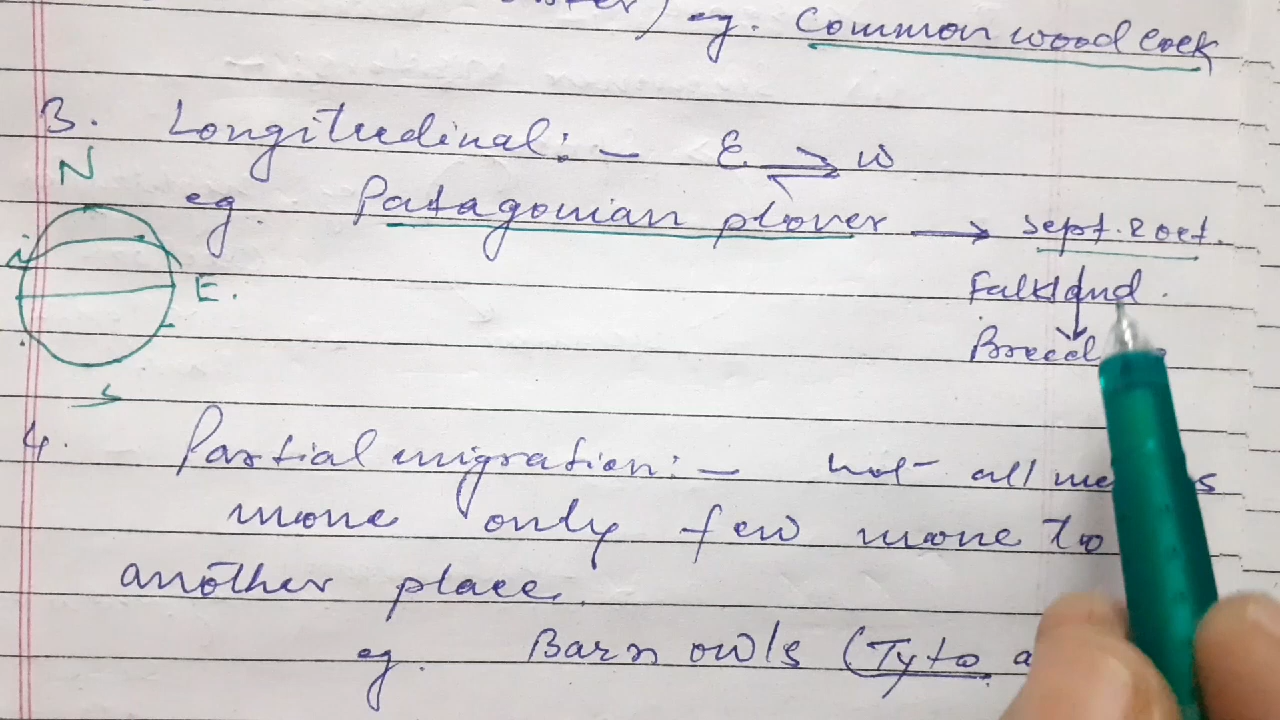 eg. Common wood cock
3. Longitudinal:- E ⇌ W
N
eg. Patagonian plover → Sept. & oct.
E.
Falkland.
Breed
S
4. Partial migration:- not all
move only few move to
another place.
eg. Barn owls (Tyto a